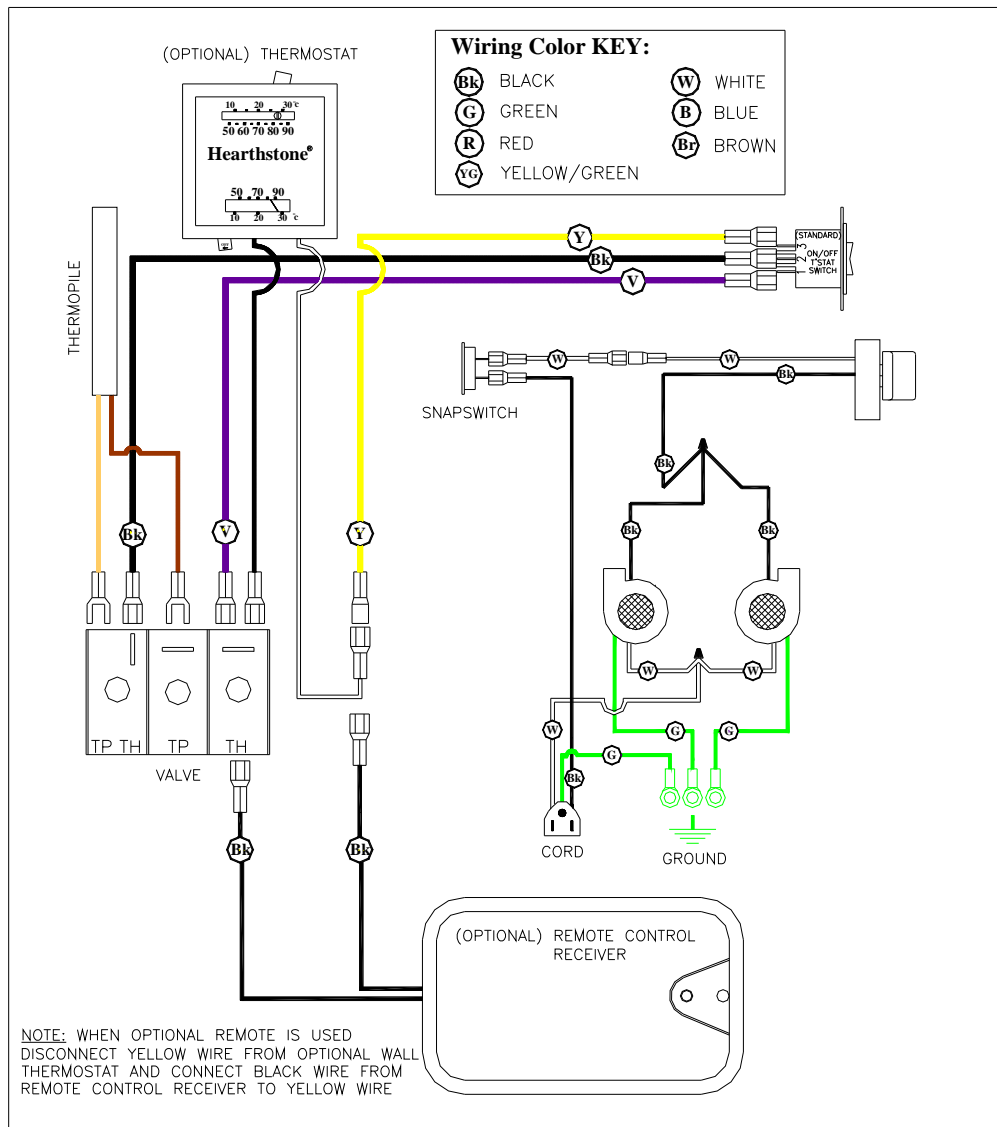 (OPTIONAL) THERMOSTAT
Wiring Color KEY:
Bk BLACK
W WHITE
G GREEN
B BLUE
R RED
Br BROWN
YG YELLOW/GREEN
10 20 30 °C
50 60 70 80 90
Hearthstone®
50 70 90
10 20 30 °C
OFF
THERMOPILE
Y
Bk
V
(STANDARD)
3 ON/OFF
2 T'STAT
1 SWITCH
W
W
Bk
SNAPSWITCH
Bk
Bk
Bk
Bk
V
Y
W
W
TP TH TP TH
VALVE
W
G
G
G
Bk
CORD
GROUND
Bk
Bk
(OPTIONAL) REMOTE CONTROL
RECEIVER
NOTE: WHEN OPTIONAL REMOTE IS USED
DISCONNECT YELLOW WIRE FROM OPTIONAL WALL
THERMOSTAT AND CONNECT BLACK WIRE FROM
REMOTE CONTROL RECEIVER TO YELLOW WIRE